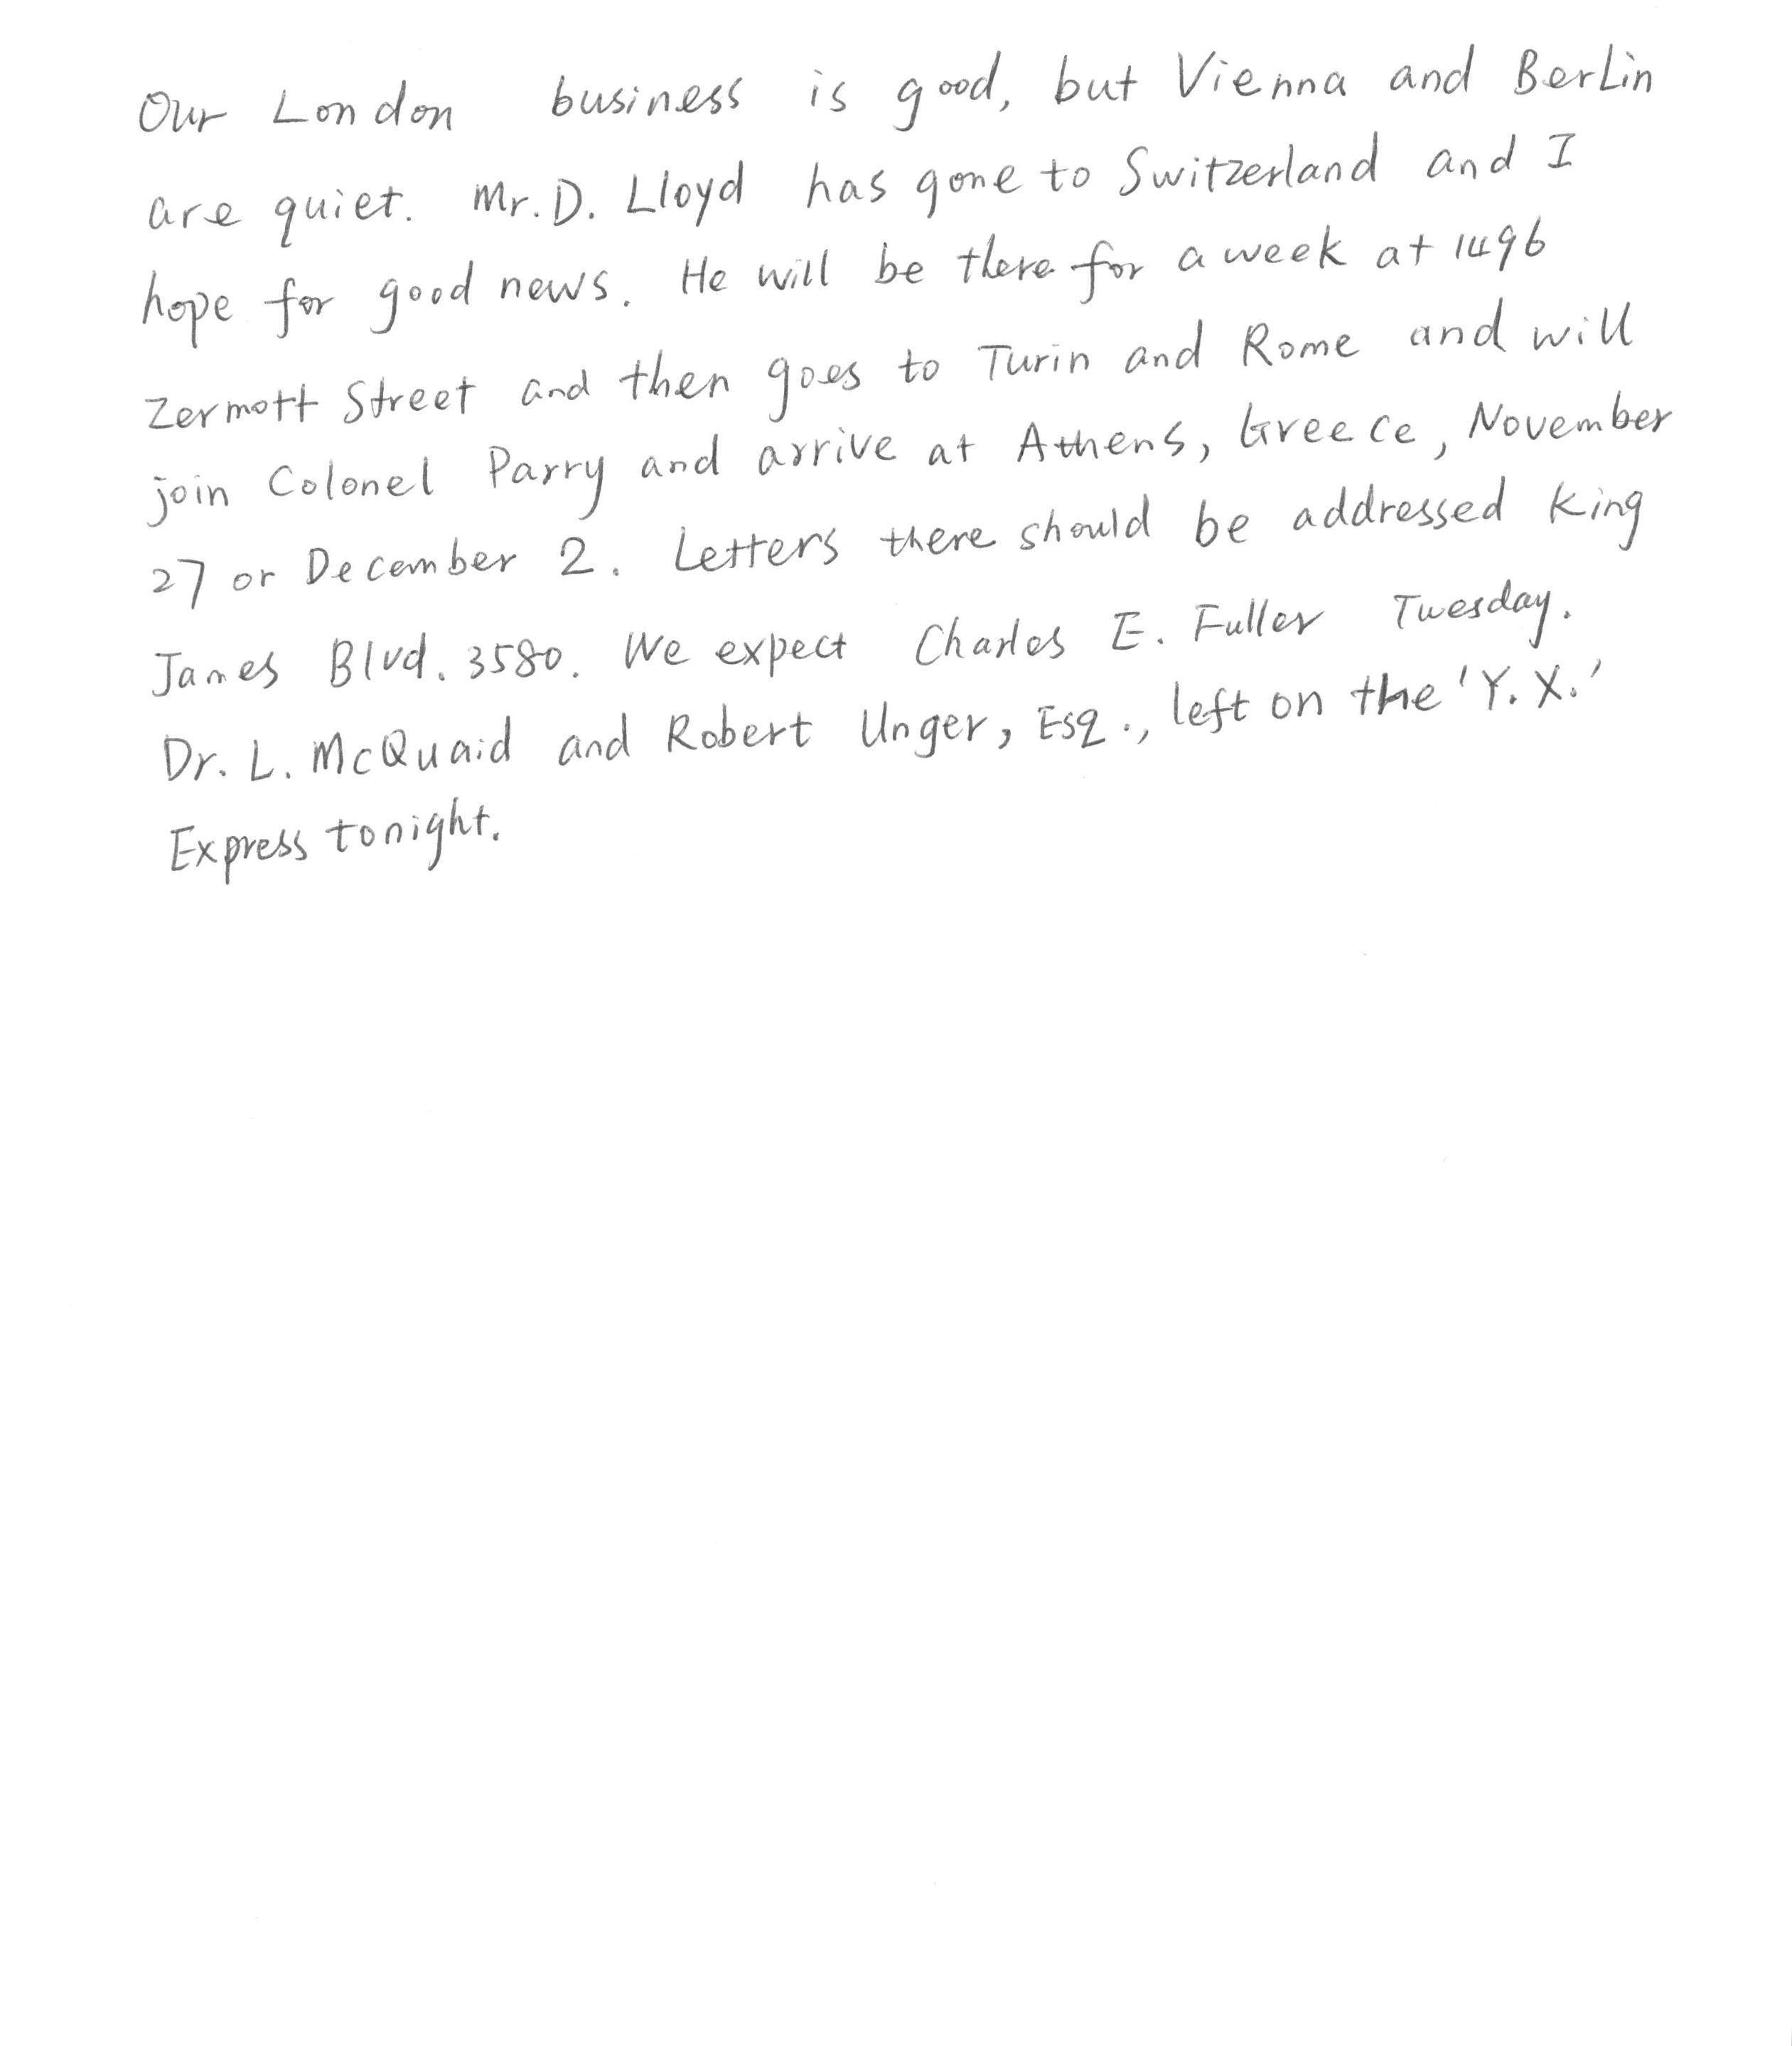 Our London business is good, but Vienna and Berlin
are quiet. Mr. D. Lloyd has gone to Switzerland and I
hope for good news. He will be there for a week at 1496
Zermott Street and then goes to Turin and Rome and will
join Colonel Parry and arrive at Athens, Greece, November
27 or December 2. Letters there should be addressed King
James Blvd. 3580. We expect Charles E. Fuller Tuesday.
Dr. L. McQuaid and Robert Unger, Esq., left on the 'Y.X.'
Express tonight.